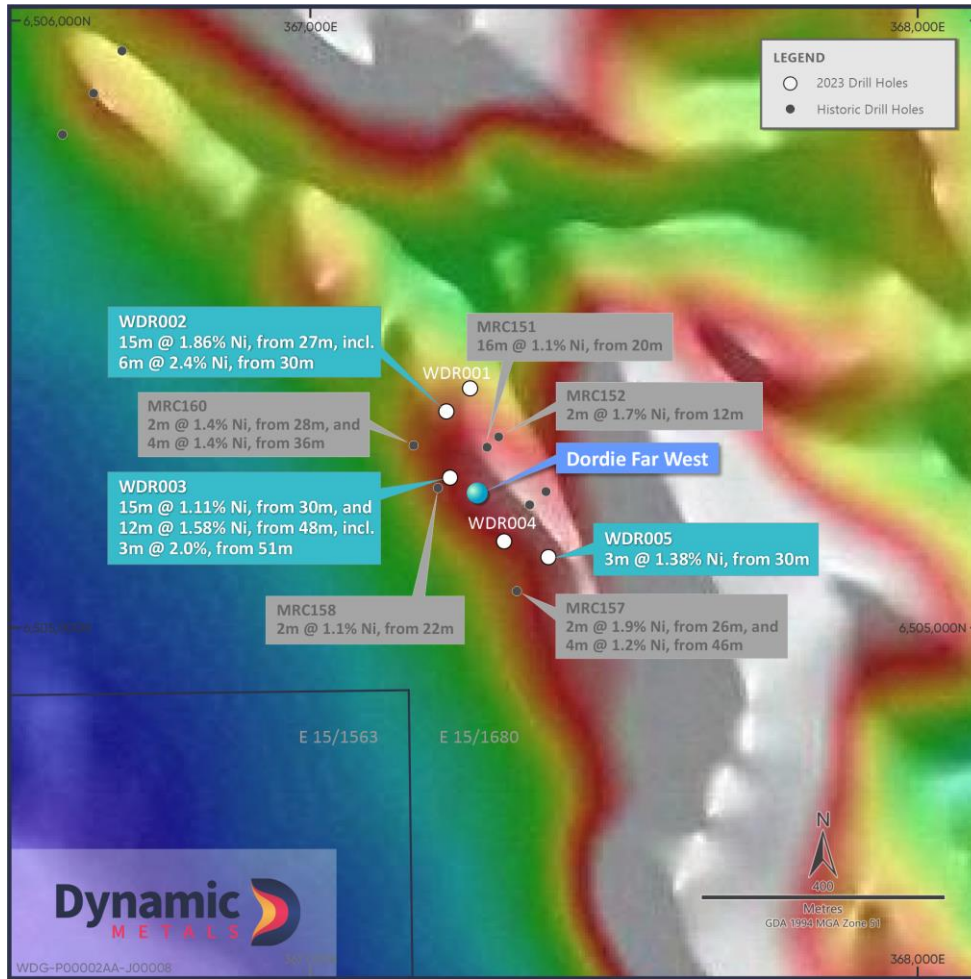 6,506,000N
367,000E
368,000E
LEGEND
2023 Drill Holes
Historic Drill Holes
WDR002
15m @ 1.86% Ni, from 27m, incl.
6m @ 2.4% Ni, from 30m
MRC151
16m @ 1.1% Ni, from 20m
WDR001
MRC160
2m @ 1.4% Ni, from 28m, and
4m @ 1.4% Ni, from 36m
MRC152
2m @ 1.7% Ni, from 12m
Dordie Far West
WDR003
15m @ 1.11% Ni, from 30m, and
12m @ 1.58% Ni, from 48m, incl.
3m @ 2.0%, from 51m
WDR004
WDR005
3m @ 1.38% Ni, from 30m
MRC158
2m @ 1.1% Ni, from 22m
MRC157
2m @ 1.9% Ni, from 26m, and
4m @ 1.2% Ni, from 46m
6,505,000N
6,505,000N
E 15/1563
E 15/1680
N
400
Metres
GDA 1994 MGA Zone 51
Dynamic
METALS
WDG-P00002AA-J00008
368,000E